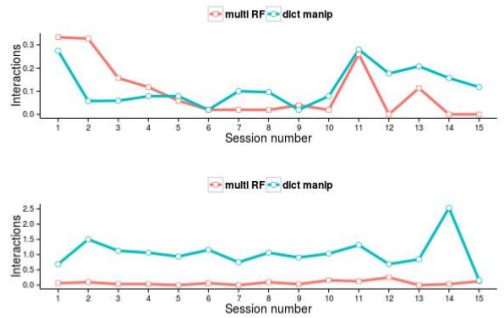 multi RF dict manip
Interactions
0.3
0.2
0.1
0.0
1 2 3 4 5 6 7 8 9 10 11 12 13 14 15
Session number
multi RF dict manip
Interactions
2.5
2.0
1.5
1.0
0.5
0.0
1 2 3 4 5 6 7 8 9 10 11 12 13 14 15
Session number